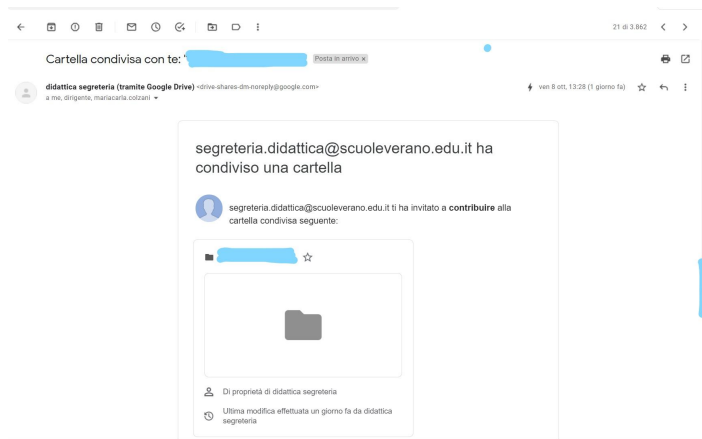 21 di 3.862
Cartella condivisa con te: "
Posta in arrivo x
didattica segreteria (tramite Google Drive) <drive-shares-dm-noreply@google.com>
ven 8 ott, 13:28 (1 giorno fa)
a me, dirigente, mariacarla.colzani
segreteria.didattica@scuoleverano.edu.it ha
condiviso una cartella
segreteria.didattica@scuoleverano.edu.it ti ha invitato a contribuire alla
cartella condivisa seguente:
Di proprietà di didattica segreteria
Ultima modifica effettuata un giorno fa da didattica
segreteria